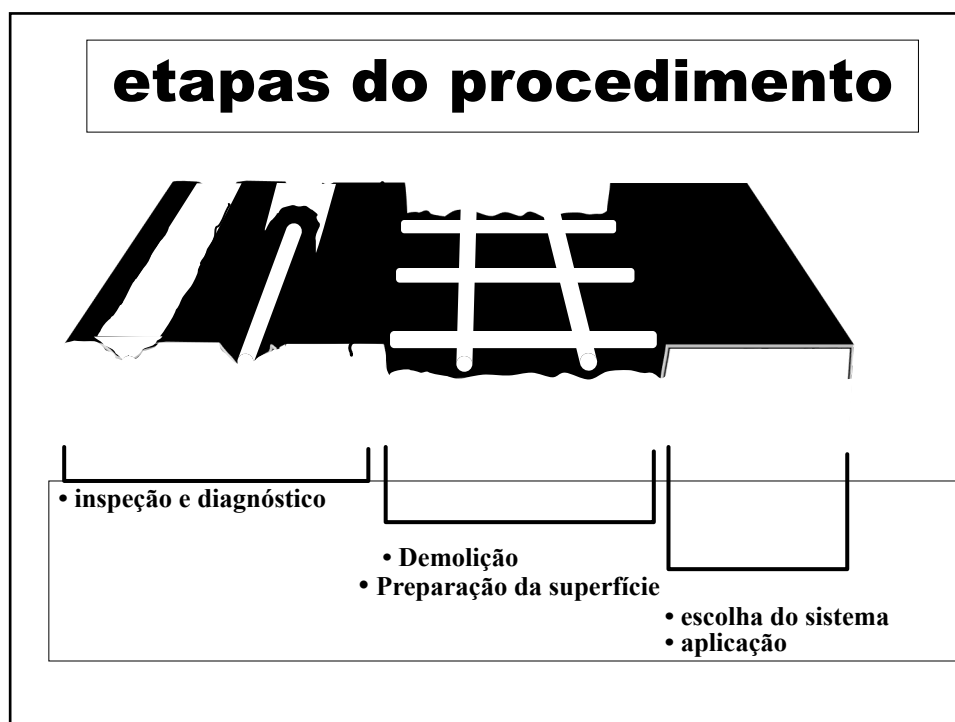 etapas do procedimento
• inspeção e diagnóstico
• Demolição
• Preparação da superfície
• escolha do sistema
• aplicação